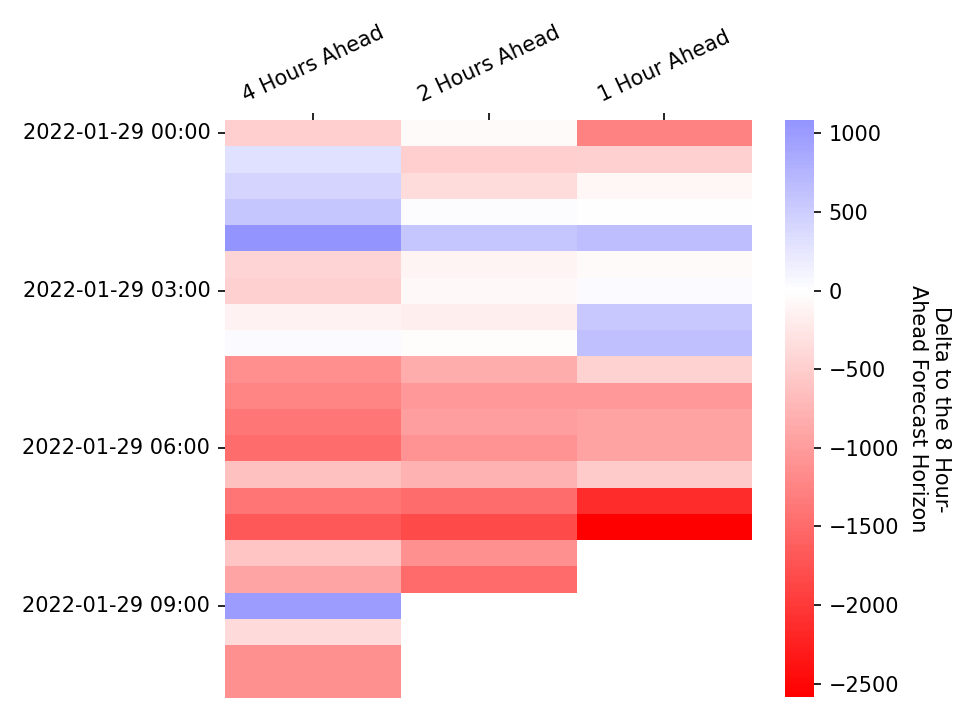 4 Hours Ahead
2 Hours Ahead
1 Hour Ahead
2022-01-29 00:00
2022-01-29 03:00
2022-01-29 06:00
2022-01-29 09:00
1000
500
0
−500
−1000
−1500
−2000
−2500
Delta to the 8 Hour-
Ahead Forecast Horizon